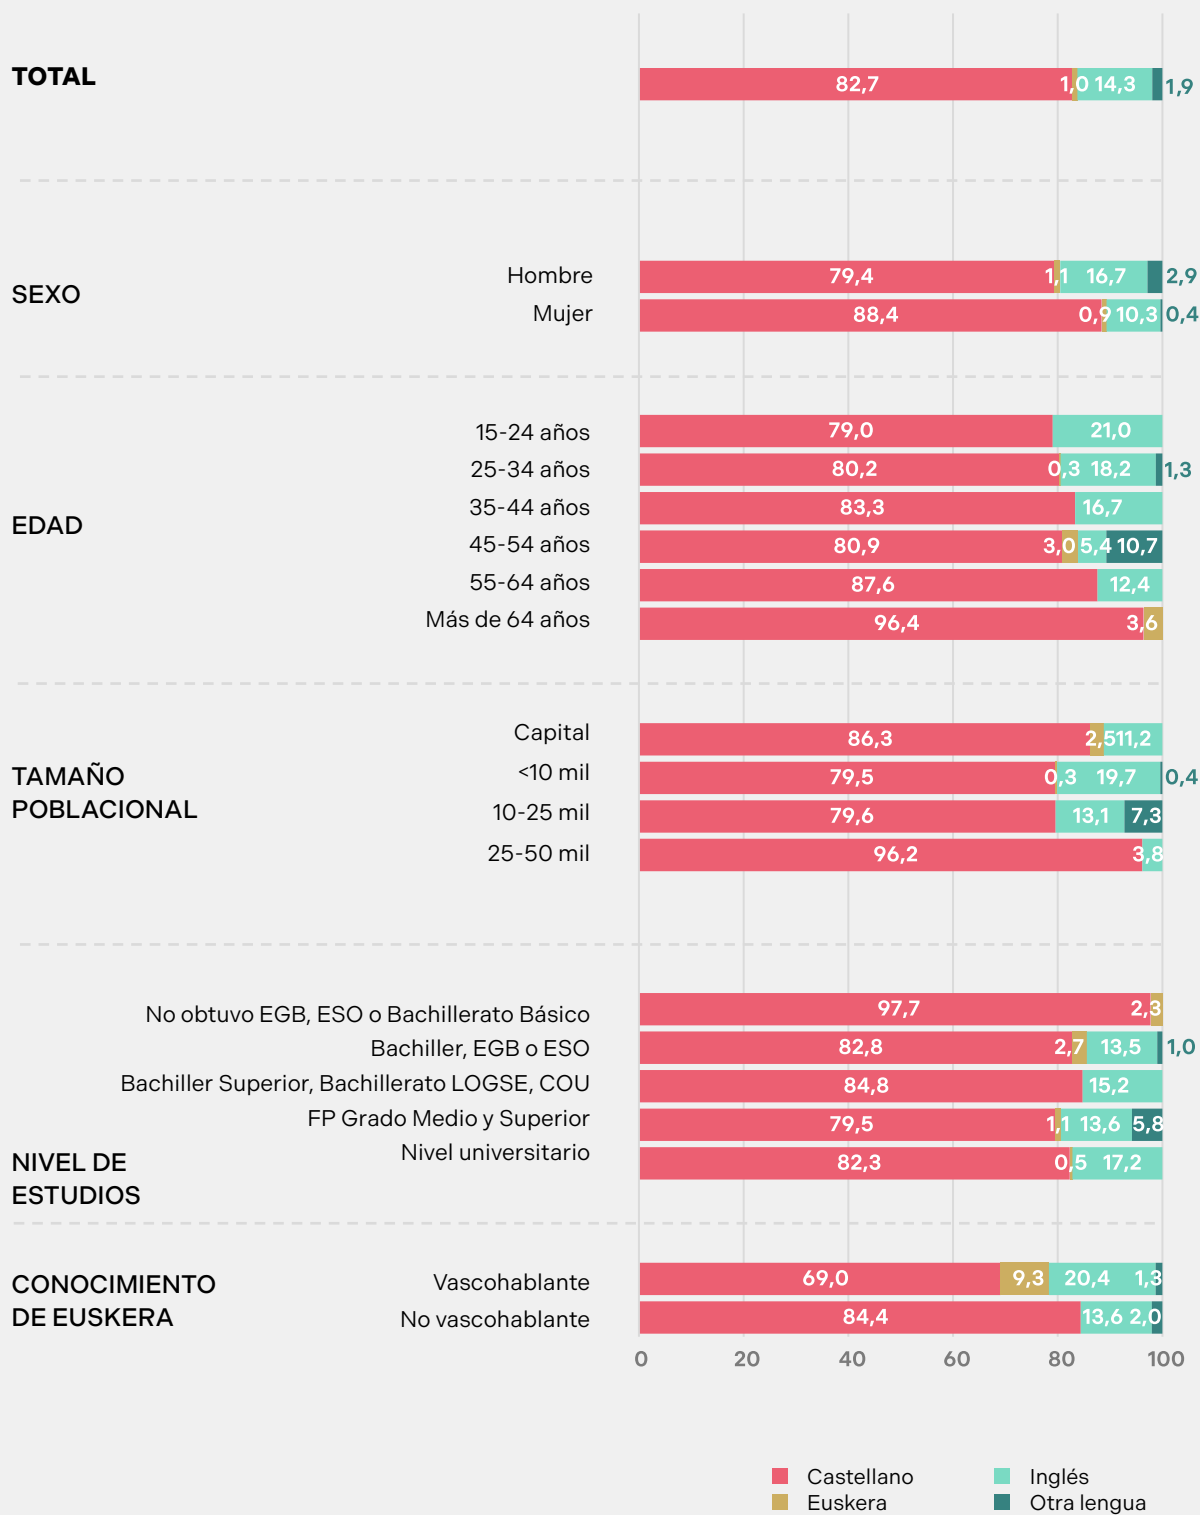 TOTAL 82,7 1,0 14,3 1,9
SEXO
Hombre 79,4 1,1 16,7 2,9
Mujer 88,4 0,9 10,3 0,4
EDAD
15-24 años 79,0 21,0
25-34 años 80,2 0,3 18,2 1,3
35-44 años 83,3 16,7
45-54 años 80,9 3,0 5,4 10,7
55-64 años 87,6 12,4
Más de 64 años 96,4 3,6
TAMAÑO
POBLACIONAL
Capital 86,3 2,5 11,2
<10 mil 79,5 0,3 19,7 0,4
10-25 mil 79,6 13,1 7,3
25-50 mil 96,2 3,8
No obtuvo EGB, ESO o Bachillerato Básico 97,7 2,3
Bachiller, EGB o ESO 82,8 2,7 13,5 1,0
Bachiller Superior, Bachillerato LOGSE, COU 84,8 15,2
FP Grado Medio y Superior 79,5 1,1 13,6 5,8
Nivel universitario 82,3 0,5 17,2
NIVEL DE
ESTUDIOS
CONOCIMIENTO
DE EUSKERA
Vascohablante 69,0 9,3 20,4 1,3
No vascohablante 84,4 13,6 2,0
0 20 40 60 80 100
Castellano Inglés
Euskera Otra lengua